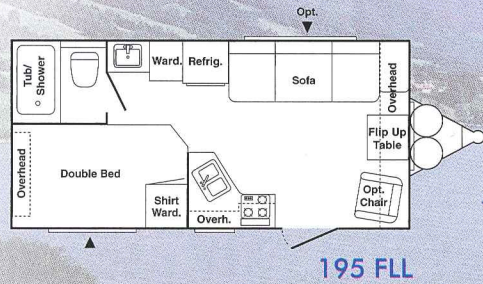 Opt.
Tub/
Shower
Ward.
Refrig.
Sofa
Overhead
Flip Up
Table
Overhead
Double Bed
Shirt
Ward.
Overh.
Opt.
Chair
195 FLL